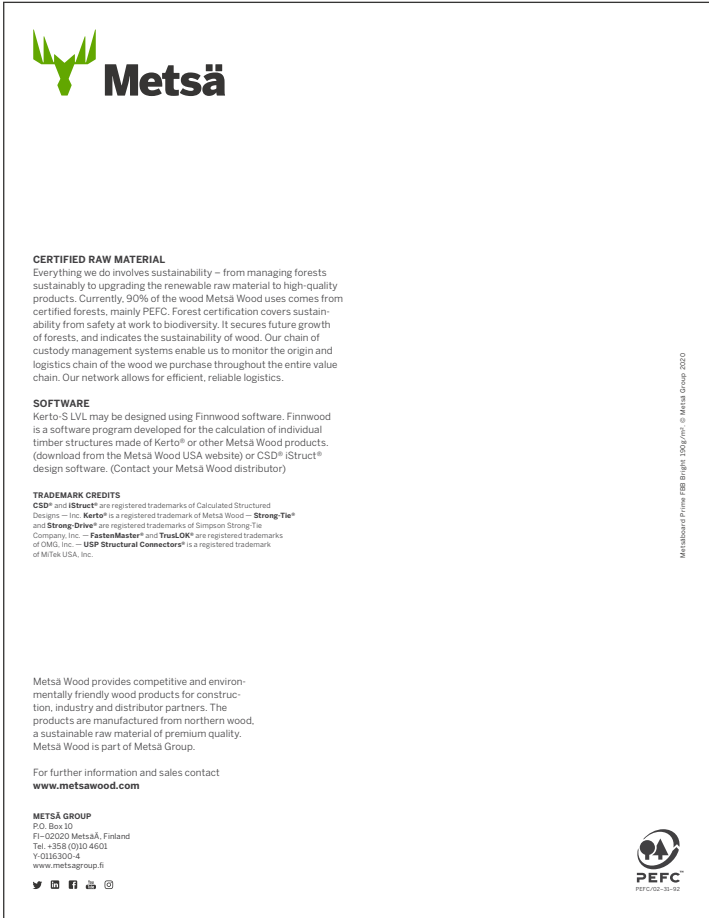 Metsä
CERTIFIED RAW MATERIAL
Everything we do involves sustainability – from managing forests
sustainably to upgrading the renewable raw material to high-quality
products. Currently, 90% of the wood Metsä Wood uses comes from
certified forests, mainly PEFC. Forest certification covers sustain-
ability from safety at work to biodiversity. It secures future growth
of forests, and indicates the sustainability of wood. Our chain of
custody management systems enable us to monitor the origin and
logistics chain of the wood we purchase throughout the entire value
chain. Our network allows for efficient, reliable logistics.
SOFTWARE
Kerto-S LVL may be designed using Finnwood software. Finnwood
is a software program developed for the calculation of individual
timber structures made of Kerto® or other Metsä Wood products.
(download from the Metsä Wood USA website) or CSD® iStruct®
design software. (Contact your Metsä Wood distributor)
TRADEMARK CREDITS
CSD® and iStruct® are registered trademarks of Calculated Structured
Designs — Inc. Kerto® is a registered trademark of Metsä Wood — Strong-Tie®
and Strong-Drive® are registered trademarks of Simpson Strong-Tie
Company, Inc. — FastenMaster® and TrusLOK® are registered trademarks
of OMG, Inc. — USP Structural Connectors® is a registered trademark
of MiTek USA, Inc.
Metsäboard Prime FBB Bright 190g/m². © Metsä Group 2020
Metsä Wood provides competitive and environ-
mentally friendly wood products for construc-
tion, industry and distributor partners. The
products are manufactured from northern wood,
a sustainable raw material of premium quality.
Metsä Wood is part of Metsä Group.
For further information and sales contact
www.metsawood.com
METSÄ GROUP
P.O. Box 10
FI–02020 MetsäÄ, Finland
Tel. +358 (0)10 4601
Y-0116300-4
www.metsagroup.fi
You Tube
PEFC™
PEFC/02-31-92